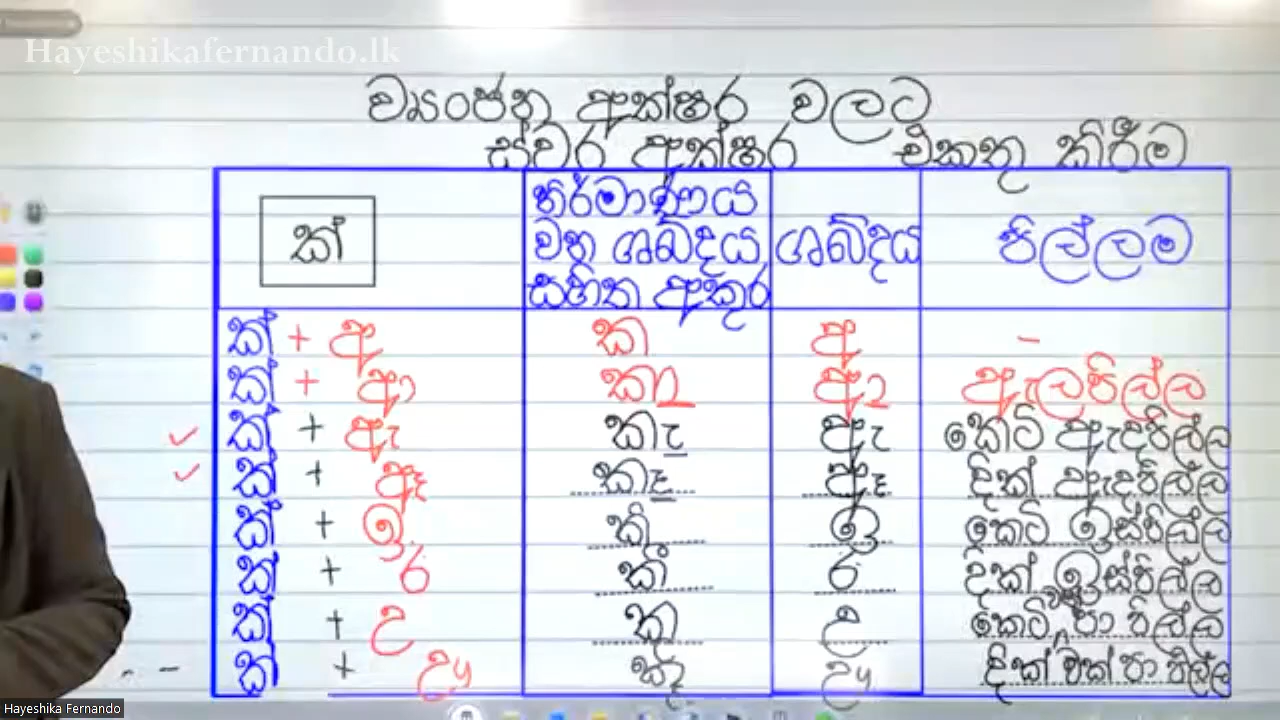 Hayeshikafernando.lk
ව්‍යංජන අක්ෂර වලට
ස්වර අක්ෂර එකතු කිරීම
ක්
නිර්මාණය
වන ශබ්දය
සහිත අකුර
ශබ්දය
පිල්ලම
ක් + අ ක අ -
ක් + ආ කා ආ ඇලපිල්ල
ක් + ඇ කැ ඇ කෙටි ඇදපිල්ල
ක් + ඈ කෑ ඈ දික් ඇදපිල්ල
ක් + ඉ කි ඉ කෙටි ඉස්පිල්ල
ක් + ඊ කී ඊ දික් ඉස්පිල්ල
ක් + උ කු උ කෙටි පා පිල්ල
ක් + ඌ කූ ඌ දික් එක් පා පිල්ල
Hayeshika Fernando